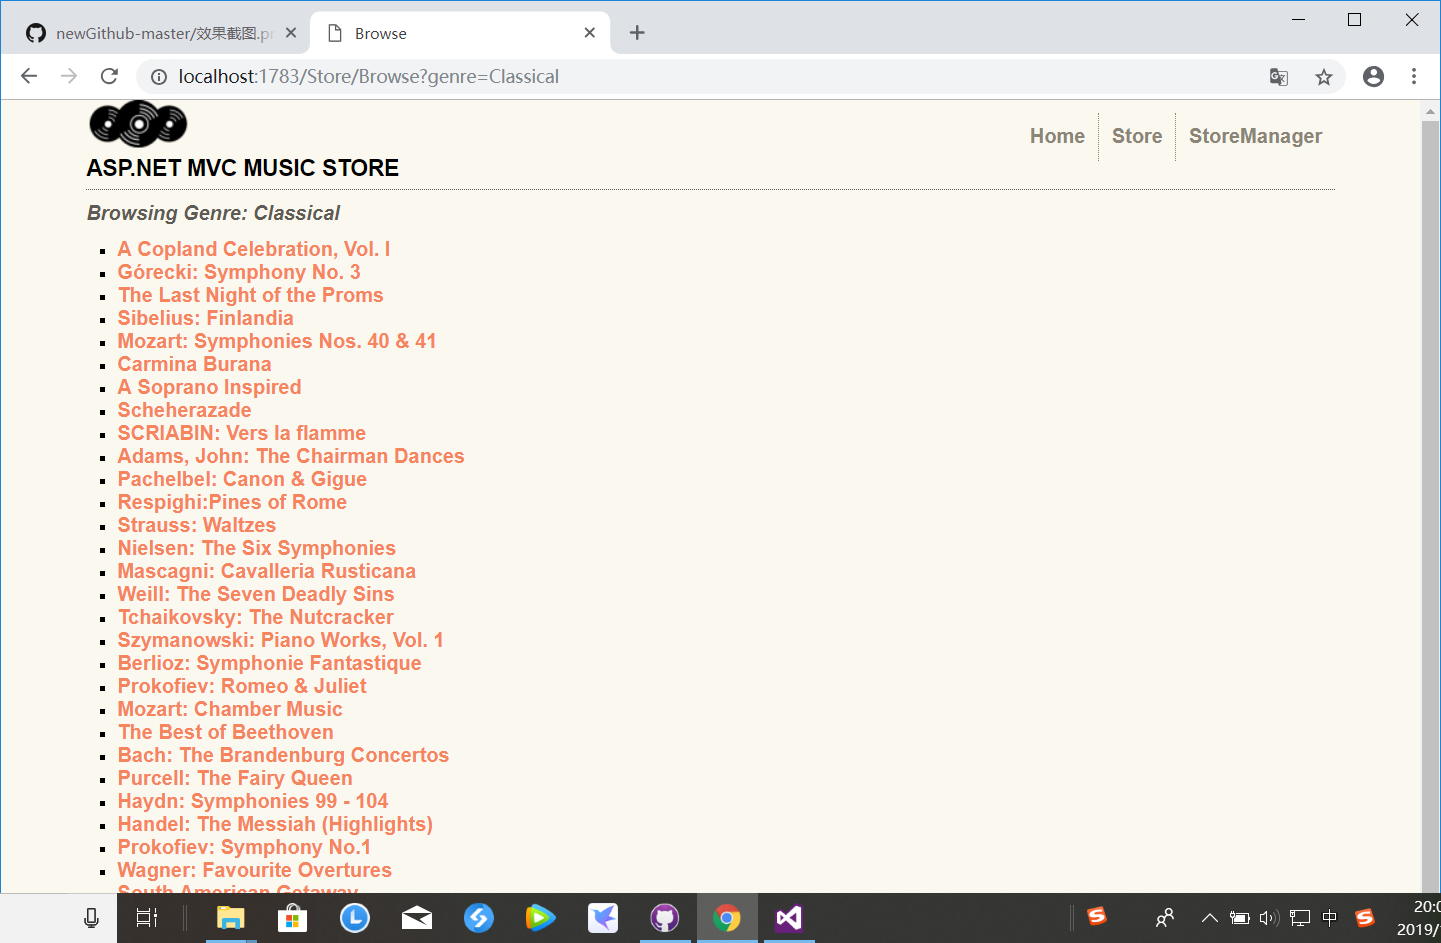 newGithub-master/效果截图.pn
Browse
localhost:1783/Store/Browse?genre=Classical
Home
Store
StoreManager
ASP.NET MVC MUSIC STORE
Browsing Genre: Classical
A Copland Celebration, Vol. I
Górecki: Symphony No. 3
The Last Night of the Proms
Sibelius: Finlandia
Mozart: Symphonies Nos. 40 & 41
Carmina Burana
A Soprano Inspired
Scheherazade
SCRIABIN: Vers la flamme
Adams, John: The Chairman Dances
Pachelbel: Canon & Gigue
Respighi:Pines of Rome
Strauss: Waltzes
Nielsen: The Six Symphonies
Mascagni: Cavalleria Rusticana
Weill: The Seven Deadly Sins
Tchaikovsky: The Nutcracker
Szymanowski: Piano Works, Vol. 1
Berlioz: Symphonie Fantastique
Prokofiev: Romeo & Juliet
Mozart: Chamber Music
The Best of Beethoven
Bach: The Brandenburg Concertos
Purcell: The Fairy Queen
Haydn: Symphonies 99 - 104
Handel: The Messiah (Highlights)
Prokofiev: Symphony No.1
Wagner: Favourite Overtures
South American Getaway
中
20:0
2019/